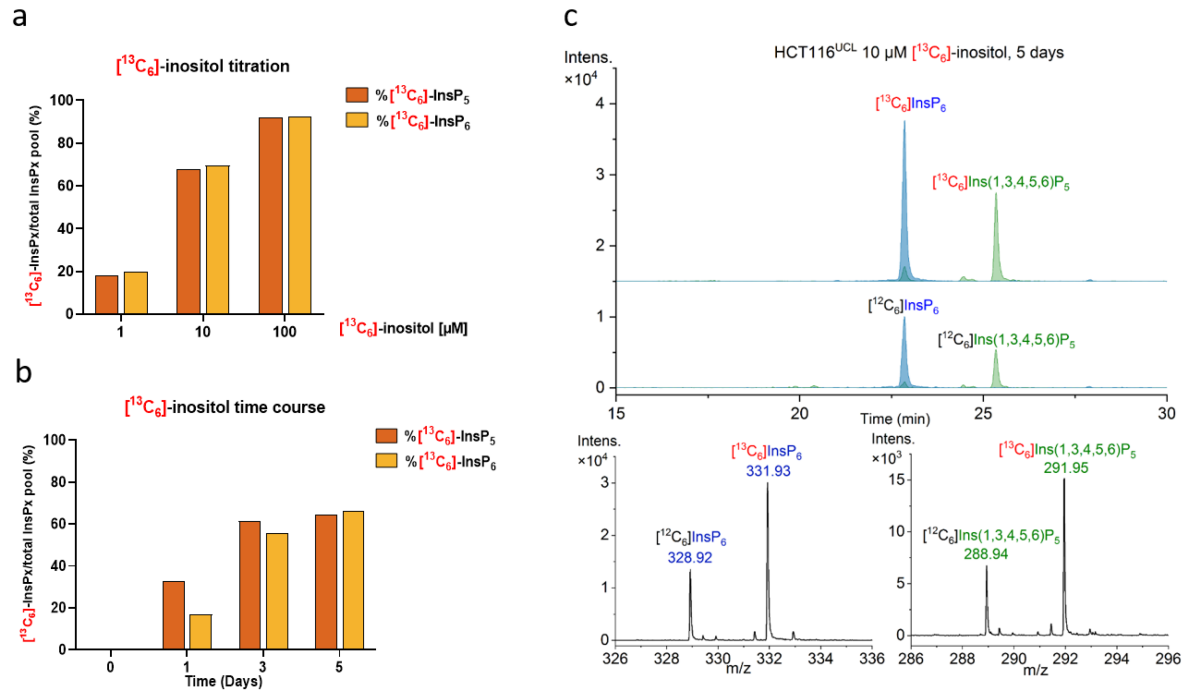 a
[¹³C₆]-inositol titration
%[¹³C₆]-InsP₅
%[¹³C₆]-InsP₆
[¹³C₆]-InsPx/total InsPx pool (%)
100
80
60
40
20
0
1 10 100
[¹³C₆]-inositol [µM]
b
[¹³C₆]-inositol time course
%[¹³C₆]-InsP₅
%[¹³C₆]-InsP₆
[¹³C₆]-InsPx/total InsPx pool (%)
100
80
60
40
20
0
0 1 3 5
Time (Days)
c
HCT116ᵁᶜᴸ 10 µM [¹³C₆]-inositol, 5 days
Intens.
×10⁴
4
3
2
1
0
[¹³C₆]InsP₆
[¹³C₆]Ins(1,3,4,5,6)P₅
[¹²C₆]InsP₆
[¹²C₆]Ins(1,3,4,5,6)P₅
15 20 25 30
Time (min)
Intens.
×10⁴
4
3
2
1
0
[¹³C₆]InsP₆
331.93
[¹²C₆]InsP₆
328.92
326 328 330 332 334 336
m/z
Intens.
×10³
15
10
5
0
[¹³C₆]Ins(1,3,4,5,6)P₅
291.95
[¹²C₆]Ins(1,3,4,5,6)P₅
288.94
286 288 290 292 294 296
m/z